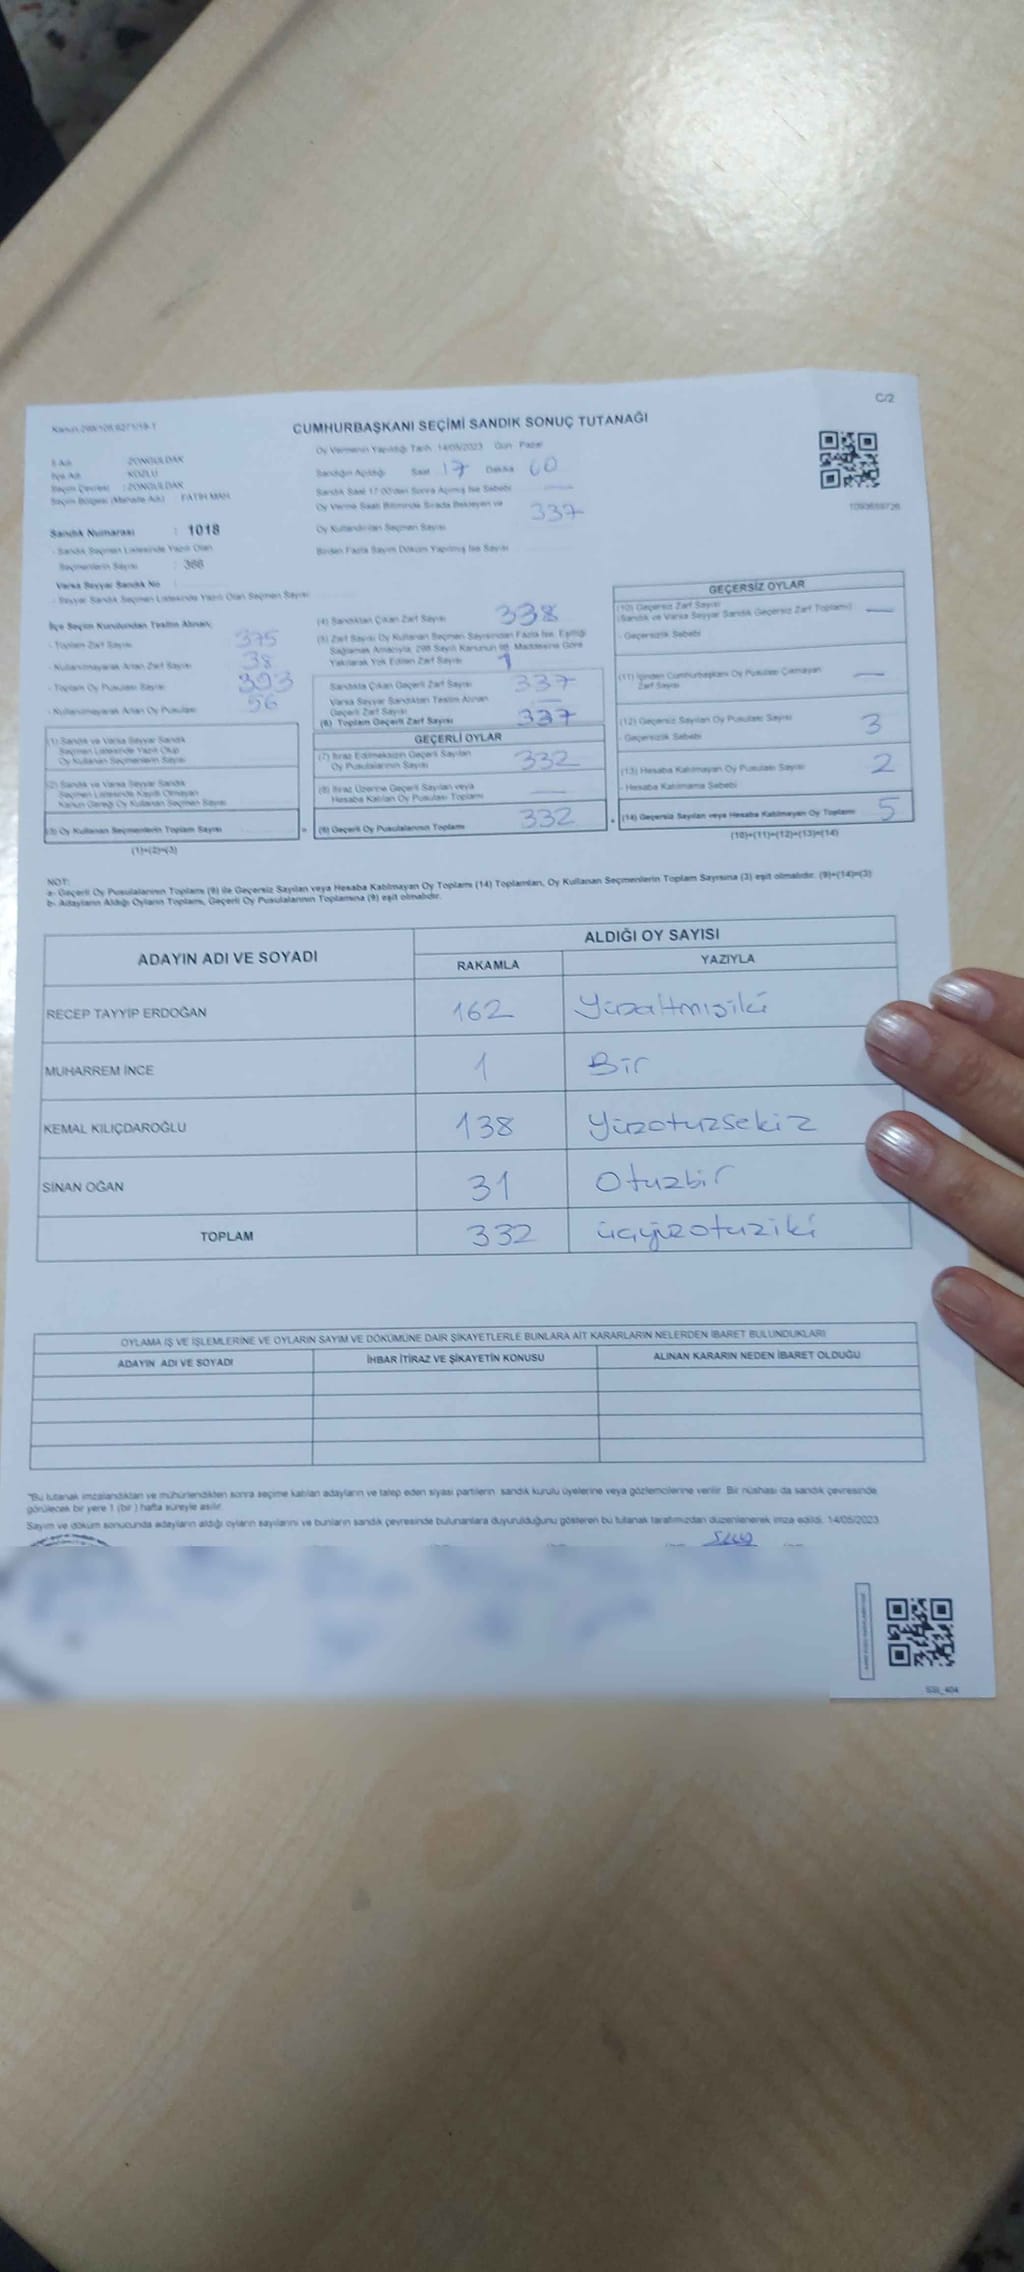 C/2
CUMHURBAŞKANI SEÇİMİ SANDIK SONUÇ TUTANAĞI
Oy Vermenin Yapıldığı Tarih 14/05/2023 Gün Pazar
İli Adı ZONGULDAK
İlçe Adı KOZLU
Seçim Çevresi : ZONGULDAK
Seçim Bölgesi (Mahalle Adı) FATİH MAH
Sandığın Açıldığı Saat 17 Dakika 00
Sandık Saat 17.00'den Sonra Açılmış İse Sebebi
Oy Verme Saati Bitiminde Sırada Bekleyen ve
Oy Kullandırılan Seçmen Sayısı 337
Birden Fazla Sayım Döküm Yapılmış İse Sayısı
Sandık Numarası : 1018
- Sandık Seçmen Listesinde Yazılı Olan
Seçmenlerin Sayısı : 366
Varsa Seyyar Sandık No
- Seyyar Sandık Seçmen Listesinde Yazılı Olan Seçmen Sayısı
İlçe Seçim Kurulundan Teslim Alınan;
- Toplam Zarf Sayısı 375
- Kullanılmayarak Artan Zarf Sayısı 38
- Toplam Oy Pusulası Sayısı 393
- Kullanılmayarak Artan Oy Pusulası 56
(1) Sandık ve Varsa Seyyar Sandık
Seçmen Listesinde Yazılı Olup
Oy Kullanan Seçmenlerin Sayısı
(2) Sandık ve Varsa Seyyar Sandık
Seçmen Listesinde Kaydı Olmayan
Kanun Gereği Oy Kullanan Seçmen Sayısı
(3) Oy Kullanan Seçmenlerin Toplam Sayısı
(1)+(2)=(3)
(4) Sandıktan Çıkan Zarf Sayısı 338
(5) Zarf Sayısı Oy Kullanan Seçmen Sayısından Fazla İse, Eşitliği
Sağlamak Amacıyla, 298 Sayılı Kanunun 98. Maddesine Göre
Yakılarak Yok Edilen Zarf Sayısı 1
Sandıkta Çıkan Geçerli Zarf Sayısı 337
Varsa Seyyar Sandıktan Teslim Alınan
Geçerli Zarf Sayısı
(6) Toplam Geçerli Zarf Sayısı 337
GEÇERLİ OYLAR
(7) İtiraz Edilmeksizin Geçerli Sayılan
Oy Pusulalarının Sayısı 332
(8) İtiraz Üzerine Geçerli Sayılan veya
Hesaba Katılan Oy Pusulası Toplamı
(9) Geçerli Oy Pusulalarının Toplamı 332
GEÇERSİZ OYLAR
(10) Geçersiz Zarf Sayısı
(Sandık ve Varsa Seyyar Sandık Geçersiz Zarf Toplamı)
- Geçersizlik Sebebi
(11) İçinden Cumhurbaşkanı Oy Pusulası Çıkmayan
Zarf Sayısı
(12) Geçersiz Sayılan Oy Pusulası Sayısı 3
- Geçersizlik Sebebi
(13) Hesaba Katılmayan Oy Pusulası Sayısı 2
- Hesaba Katılmama Sebebi
(14) Geçersiz Sayılan veya Hesaba Katılmayan Oy Toplamı 5
(10)+(11)+(12)+(13)=(14)
NOT:
a- Geçerli Oy Pusulalarının Toplamı (9) ile Geçersiz Sayılan veya Hesaba Katılmayan Oy Toplamı (14) Toplamları, Oy Kullanan Seçmenlerin Toplam Sayısına (3) eşit olmalıdır. (9)+(14)=(3)
b- Adayların Aldığı Oyların Toplamı, Geçerli Oy Pusulalarının Toplamına (9) eşit olmalıdır.
ADAYIN ADI VE SOYADI ALDIĞI OY SAYISI
RAKAMLA YAZIYLA
RECEP TAYYİP ERDOĞAN 162 Yüzaltmışiki
MUHARREM İNCE 1 Bir
KEMAL KILIÇDAROĞLU 138 Yüzotuzsekiz
SİNAN OĞAN 31 Otuzbir
TOPLAM 332 üçyüzotuziki
OYLAMA İŞ VE İŞLEMLERİNE VE OYLARIN SAYIM VE DÖKÜMÜNE DAİR ŞİKAYETLERLE BUNLARA AİT KARARLARIN NELERDEN İBARET BULUNDUKLARI
ADAYIN ADI VE SOYADI İHBAR İTİRAZ VE ŞİKAYETİN KONUSU ALINAN KARARIN NEDEN İBARET OLDUĞU
"Bu tutanak imzalandıktan ve mühürlendikten sonra seçime katılan adayların ve talep eden siyasi partilerin sandık kurulu üyelerine veya gözlemcilerine verilir. Bir nüshası da sandık çevresinde
görülecek bir yere 1 (bir) hafta süreyle asılır.
Sayım ve döküm sonucunda adayların aldığı oyların sayılarını ve bunların sandık çevresinde bulunanlara duyurulduğunu gösteren bu tutanak tarafımızdan düzenlenerek imza edildi. 14/05/2023